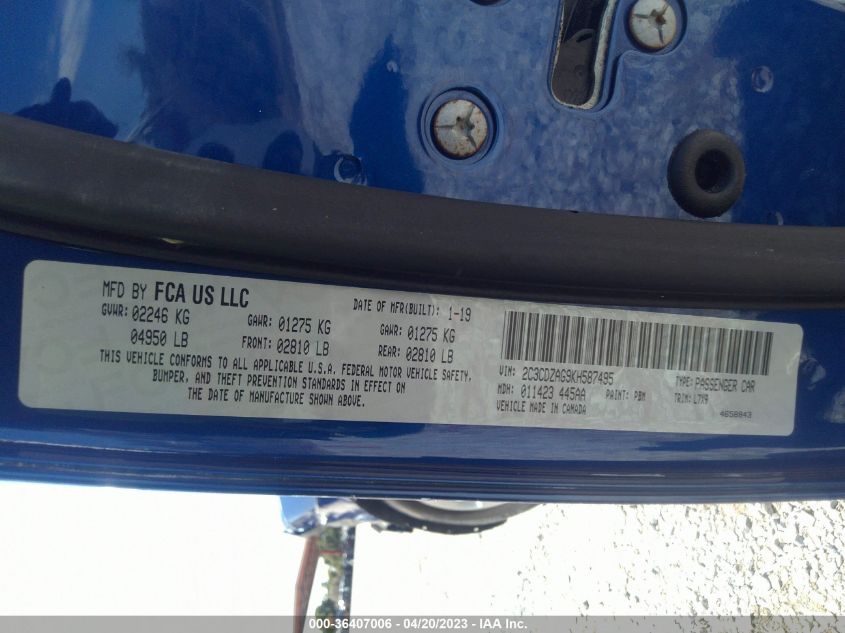 MFD BY FCA US LLC DATE OF MFR(BUILT): 1-19
GVWR: 02246 KG GAWR: 01275 KG GAWR: 01275 KG
04950 LB FRONT: 02810 LB REAR: 02810 LB
THIS VEHICLE CONFORMS TO ALL APPLICABLE U.S.A. FEDERAL MOTOR VEHICLE SAFETY,
BUMPER, AND THEFT PREVENTION STANDARDS IN EFFECT ON
THE DATE OF MANUFACTURE SHOWN ABOVE.
VIN: 2C3CDZAG9KH587495 TYPE: PASSENGER CAR
MDH: 011423 445AA PAINT: PBM TRIM: L7X9
VEHICLE MADE IN CANADA 4658843
000-36407006 - 04/20/2023 - IAA Inc.